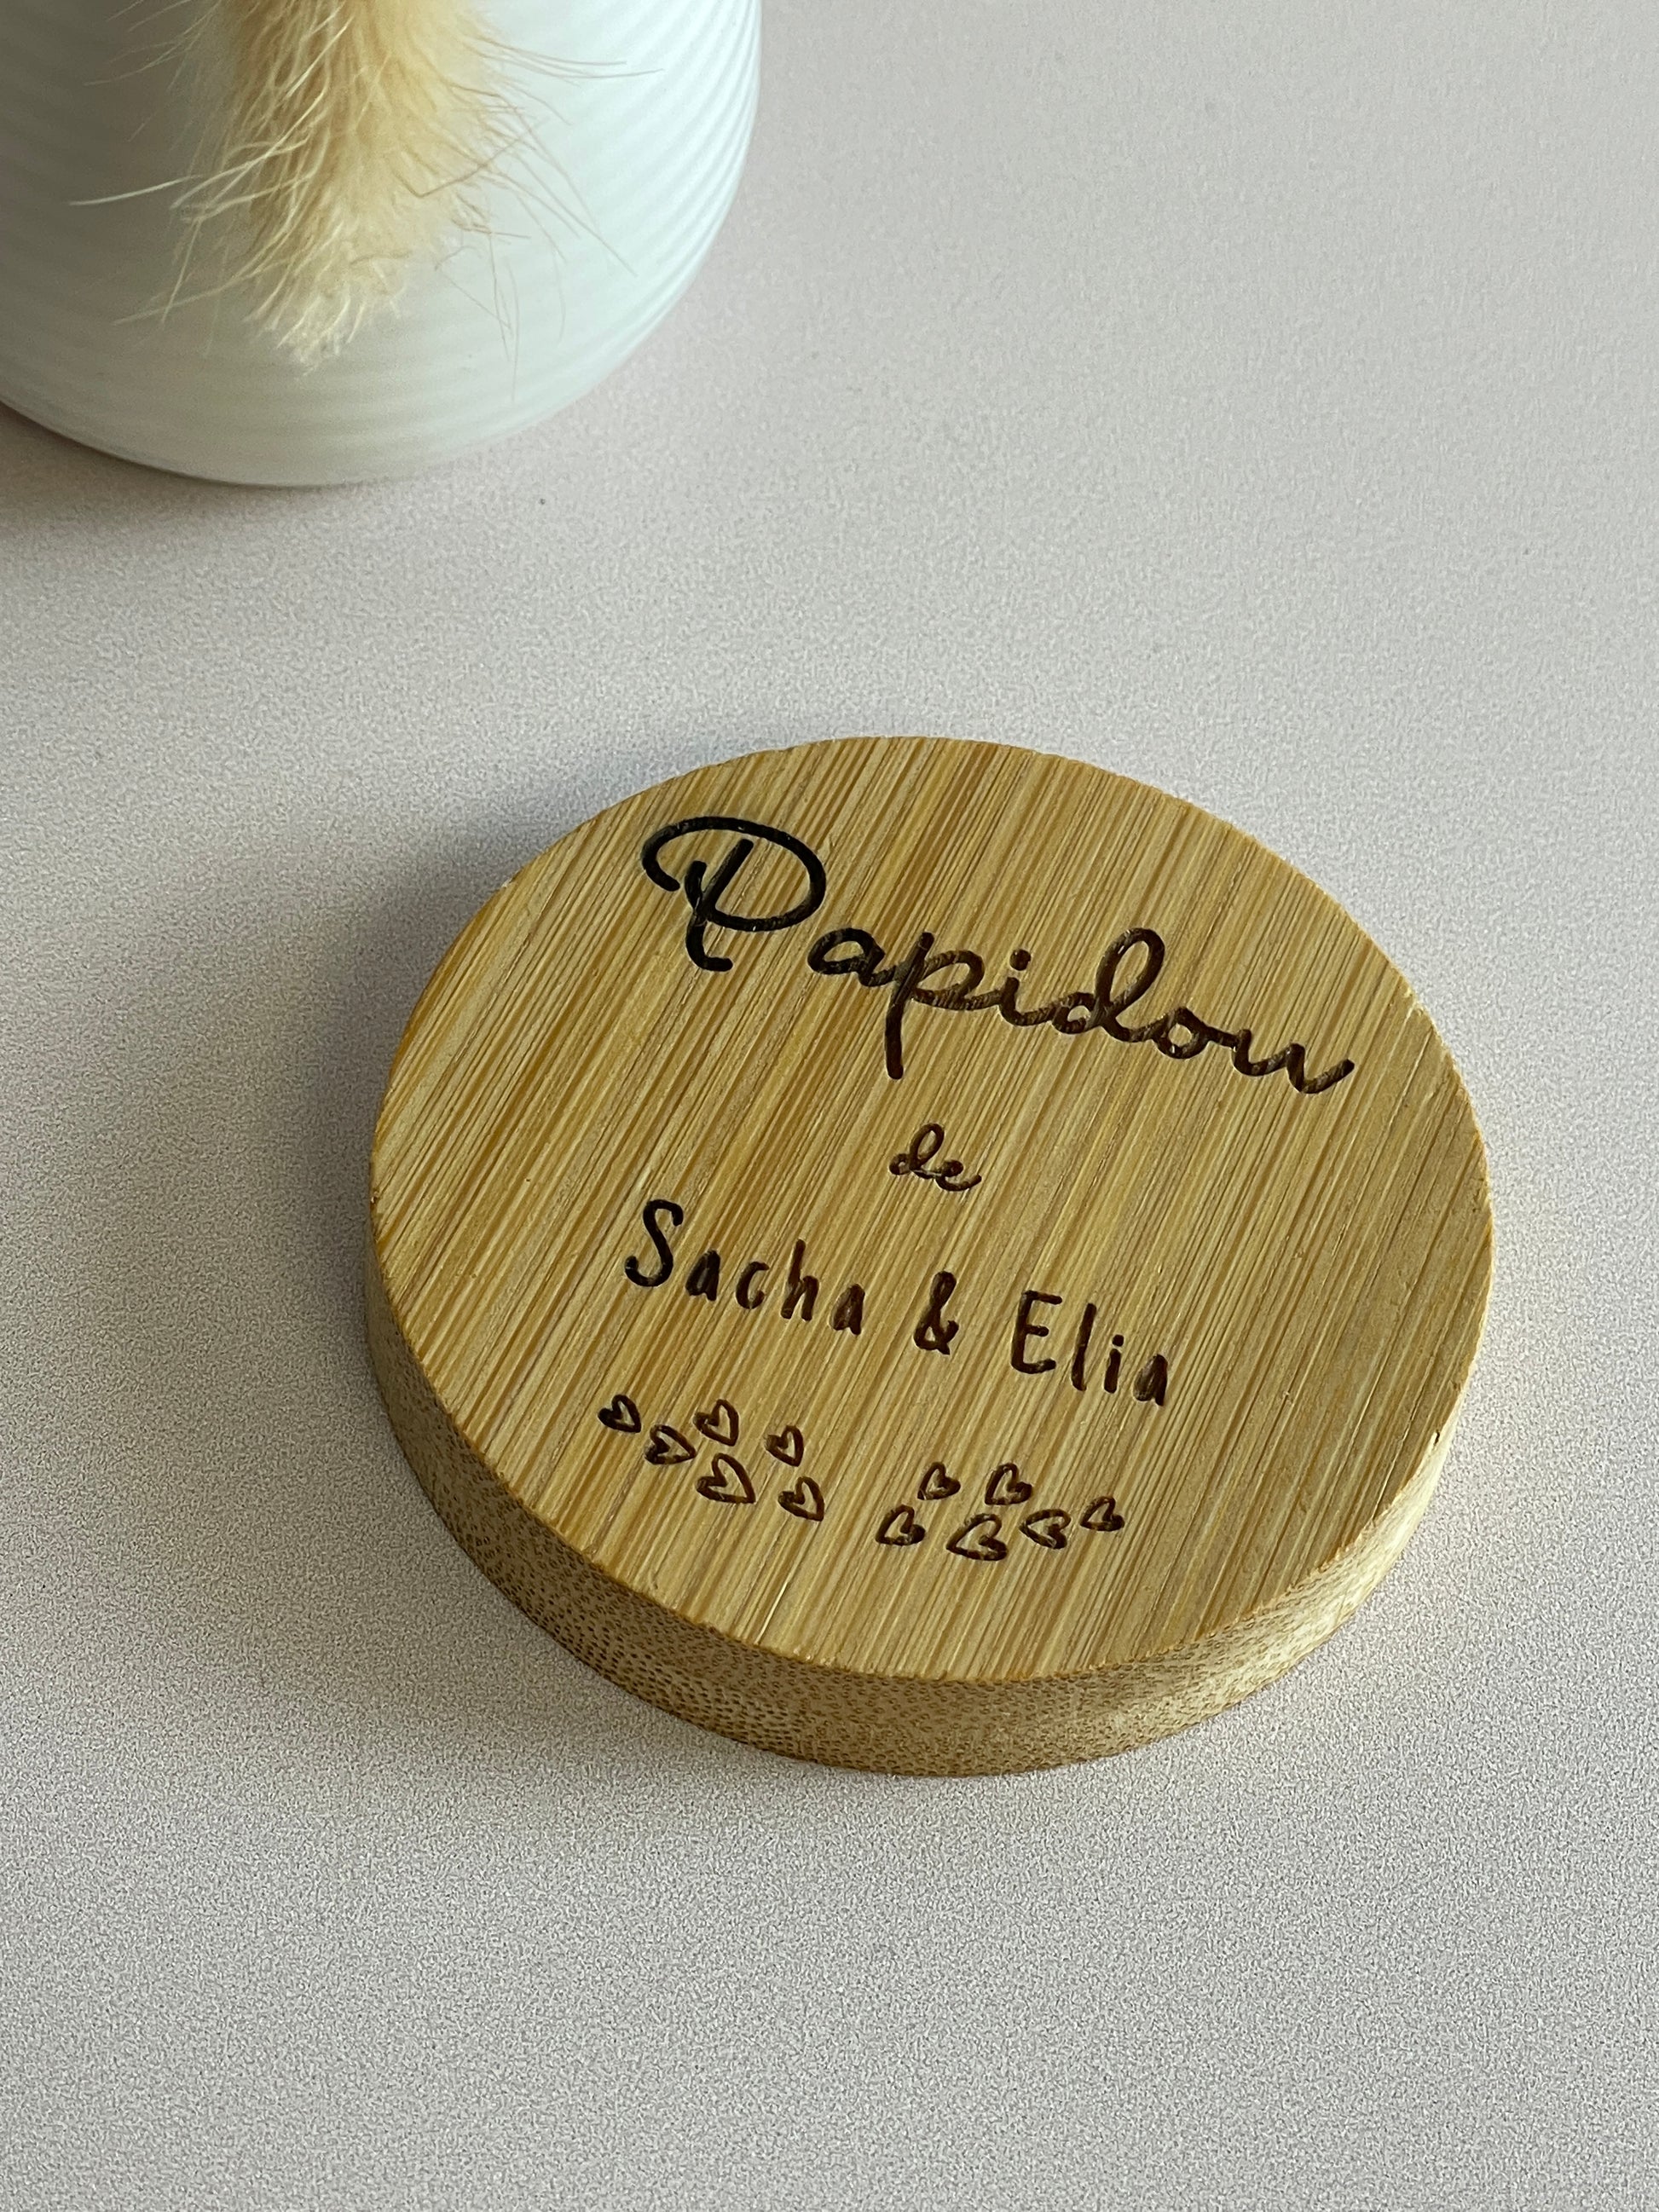 Papidou
de
Sacha & Elia